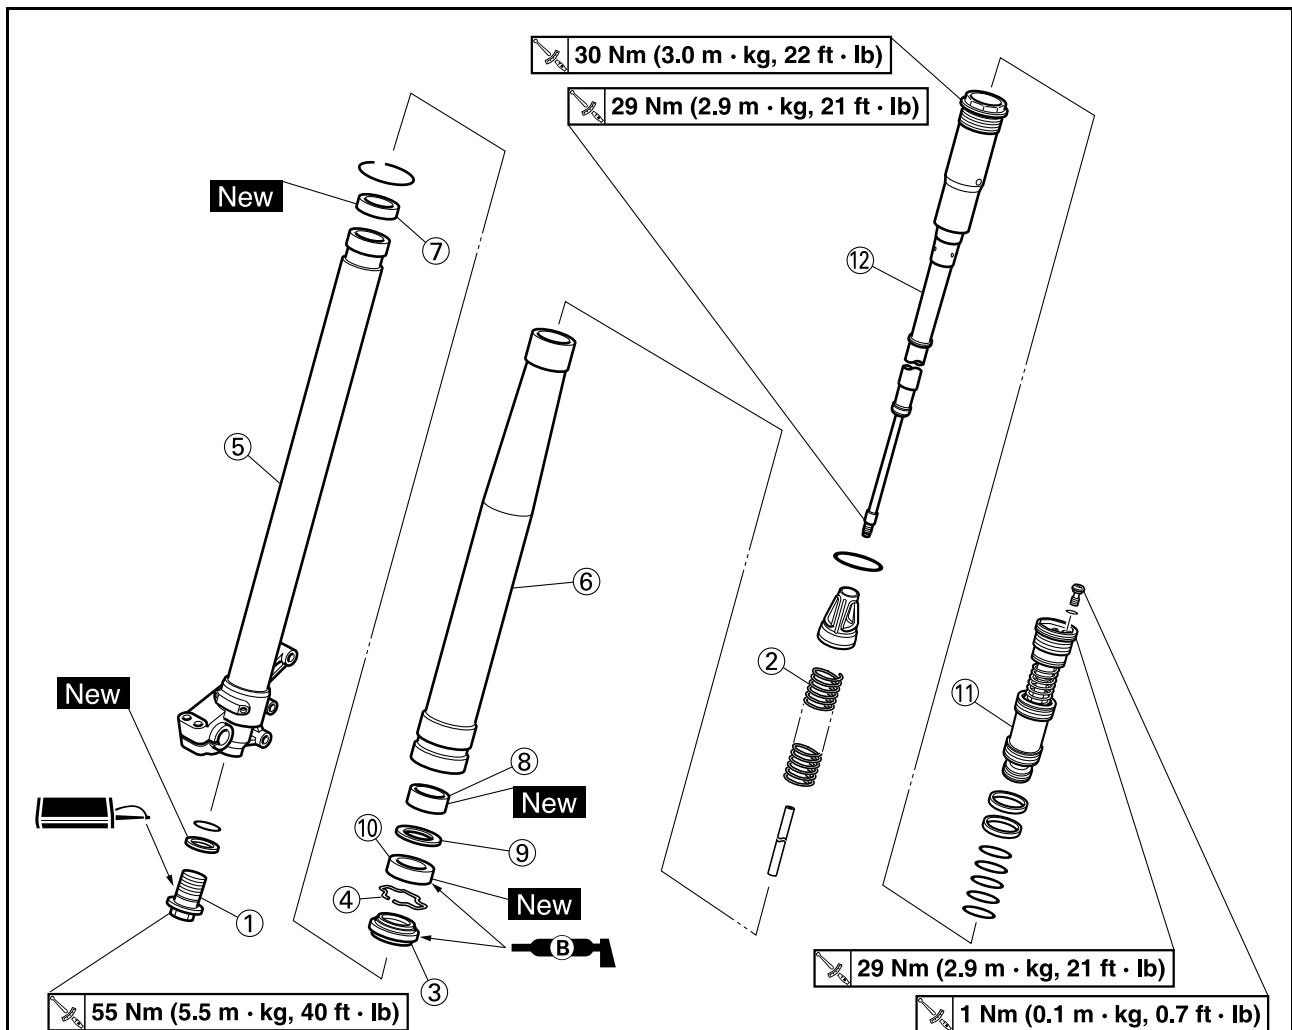 30 Nm (3.0 m · kg, 22 ft · lb)
29 Nm (2.9 m · kg, 21 ft · lb)
New
⑦
⑫
⑤
⑥
②
New
⑪
⑧
New
⑩
⑨
④
New
①
B
③
29 Nm (2.9 m · kg, 21 ft · lb)
55 Nm (5.5 m · kg, 40 ft · lb)
1 Nm (0.1 m · kg, 0.7 ft · lb)